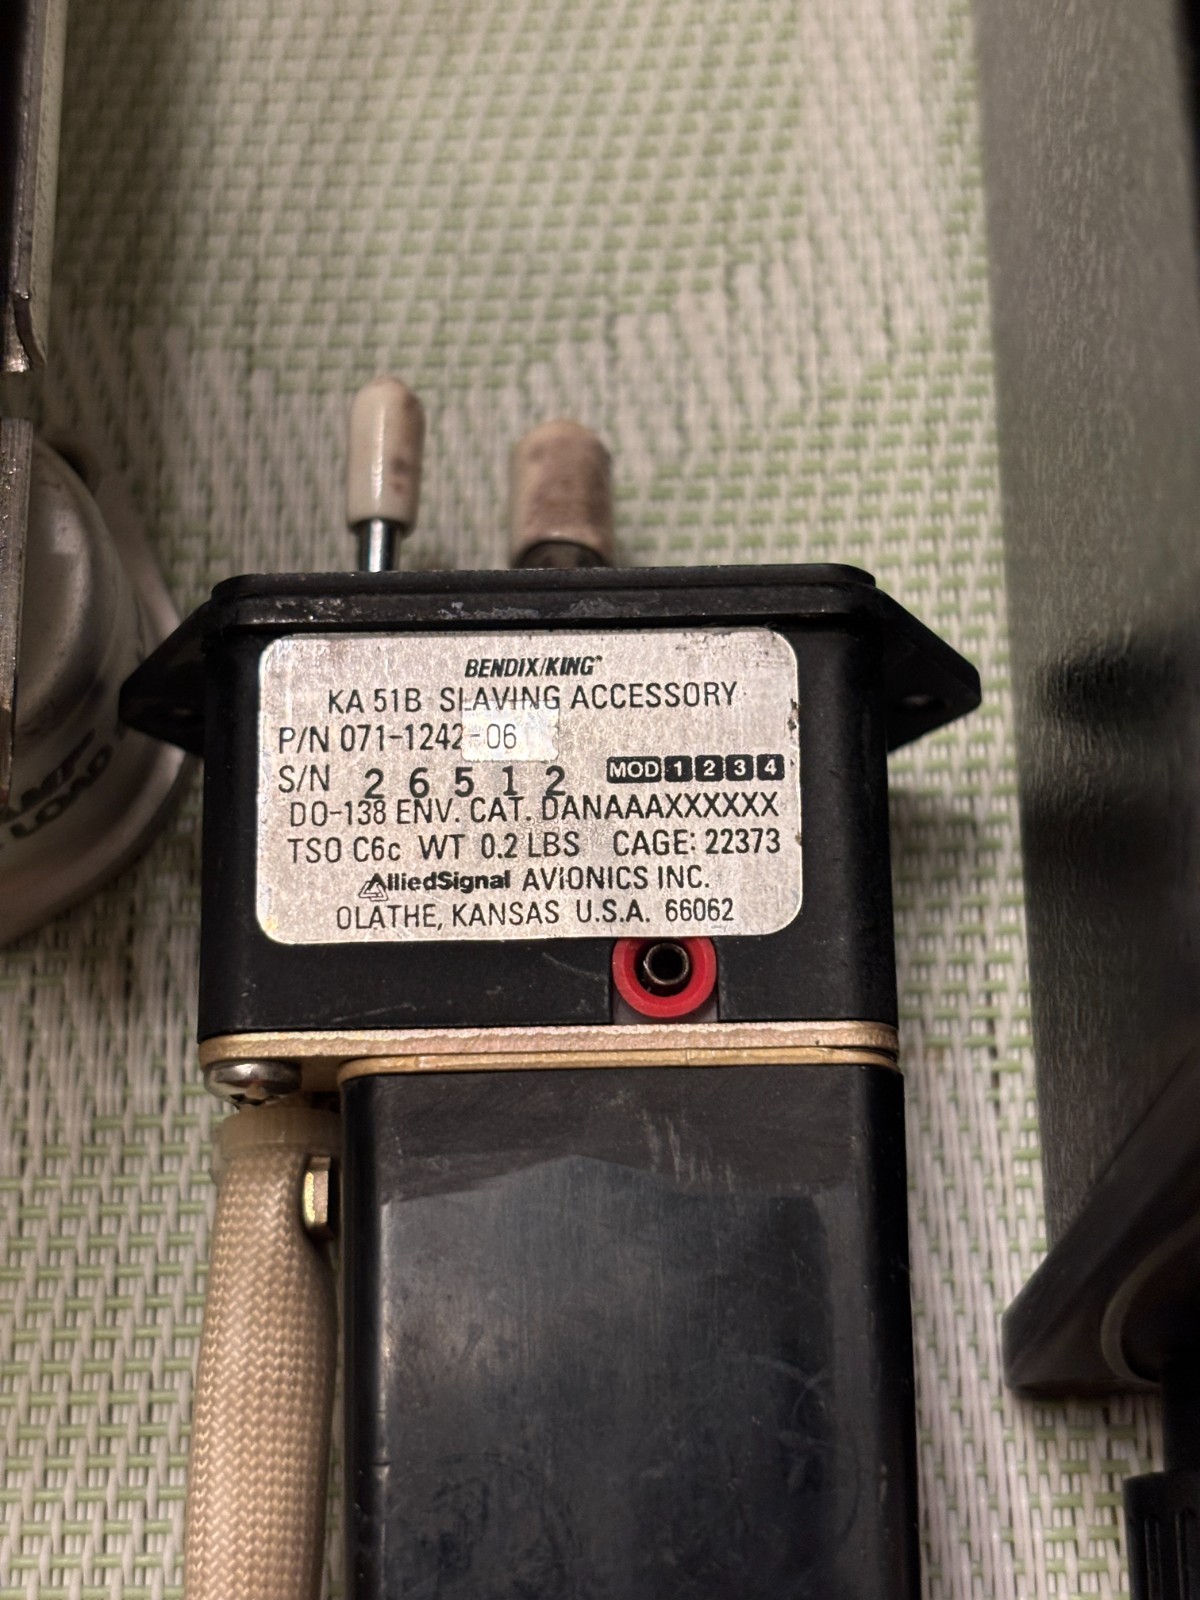 BENDIX/KING®
KA 51B SLAVING ACCESSORY
P/N 071-1242-06
S/N 26512 MOD 1 2 3 4
DO-138 ENV. CAT. DANAAAXXXXXX
TSO C6c WT 0.2 LBS CAGE: 22373
AlliedSignal AVIONICS INC.
OLATHE, KANSAS U.S.A. 66062
LOAD